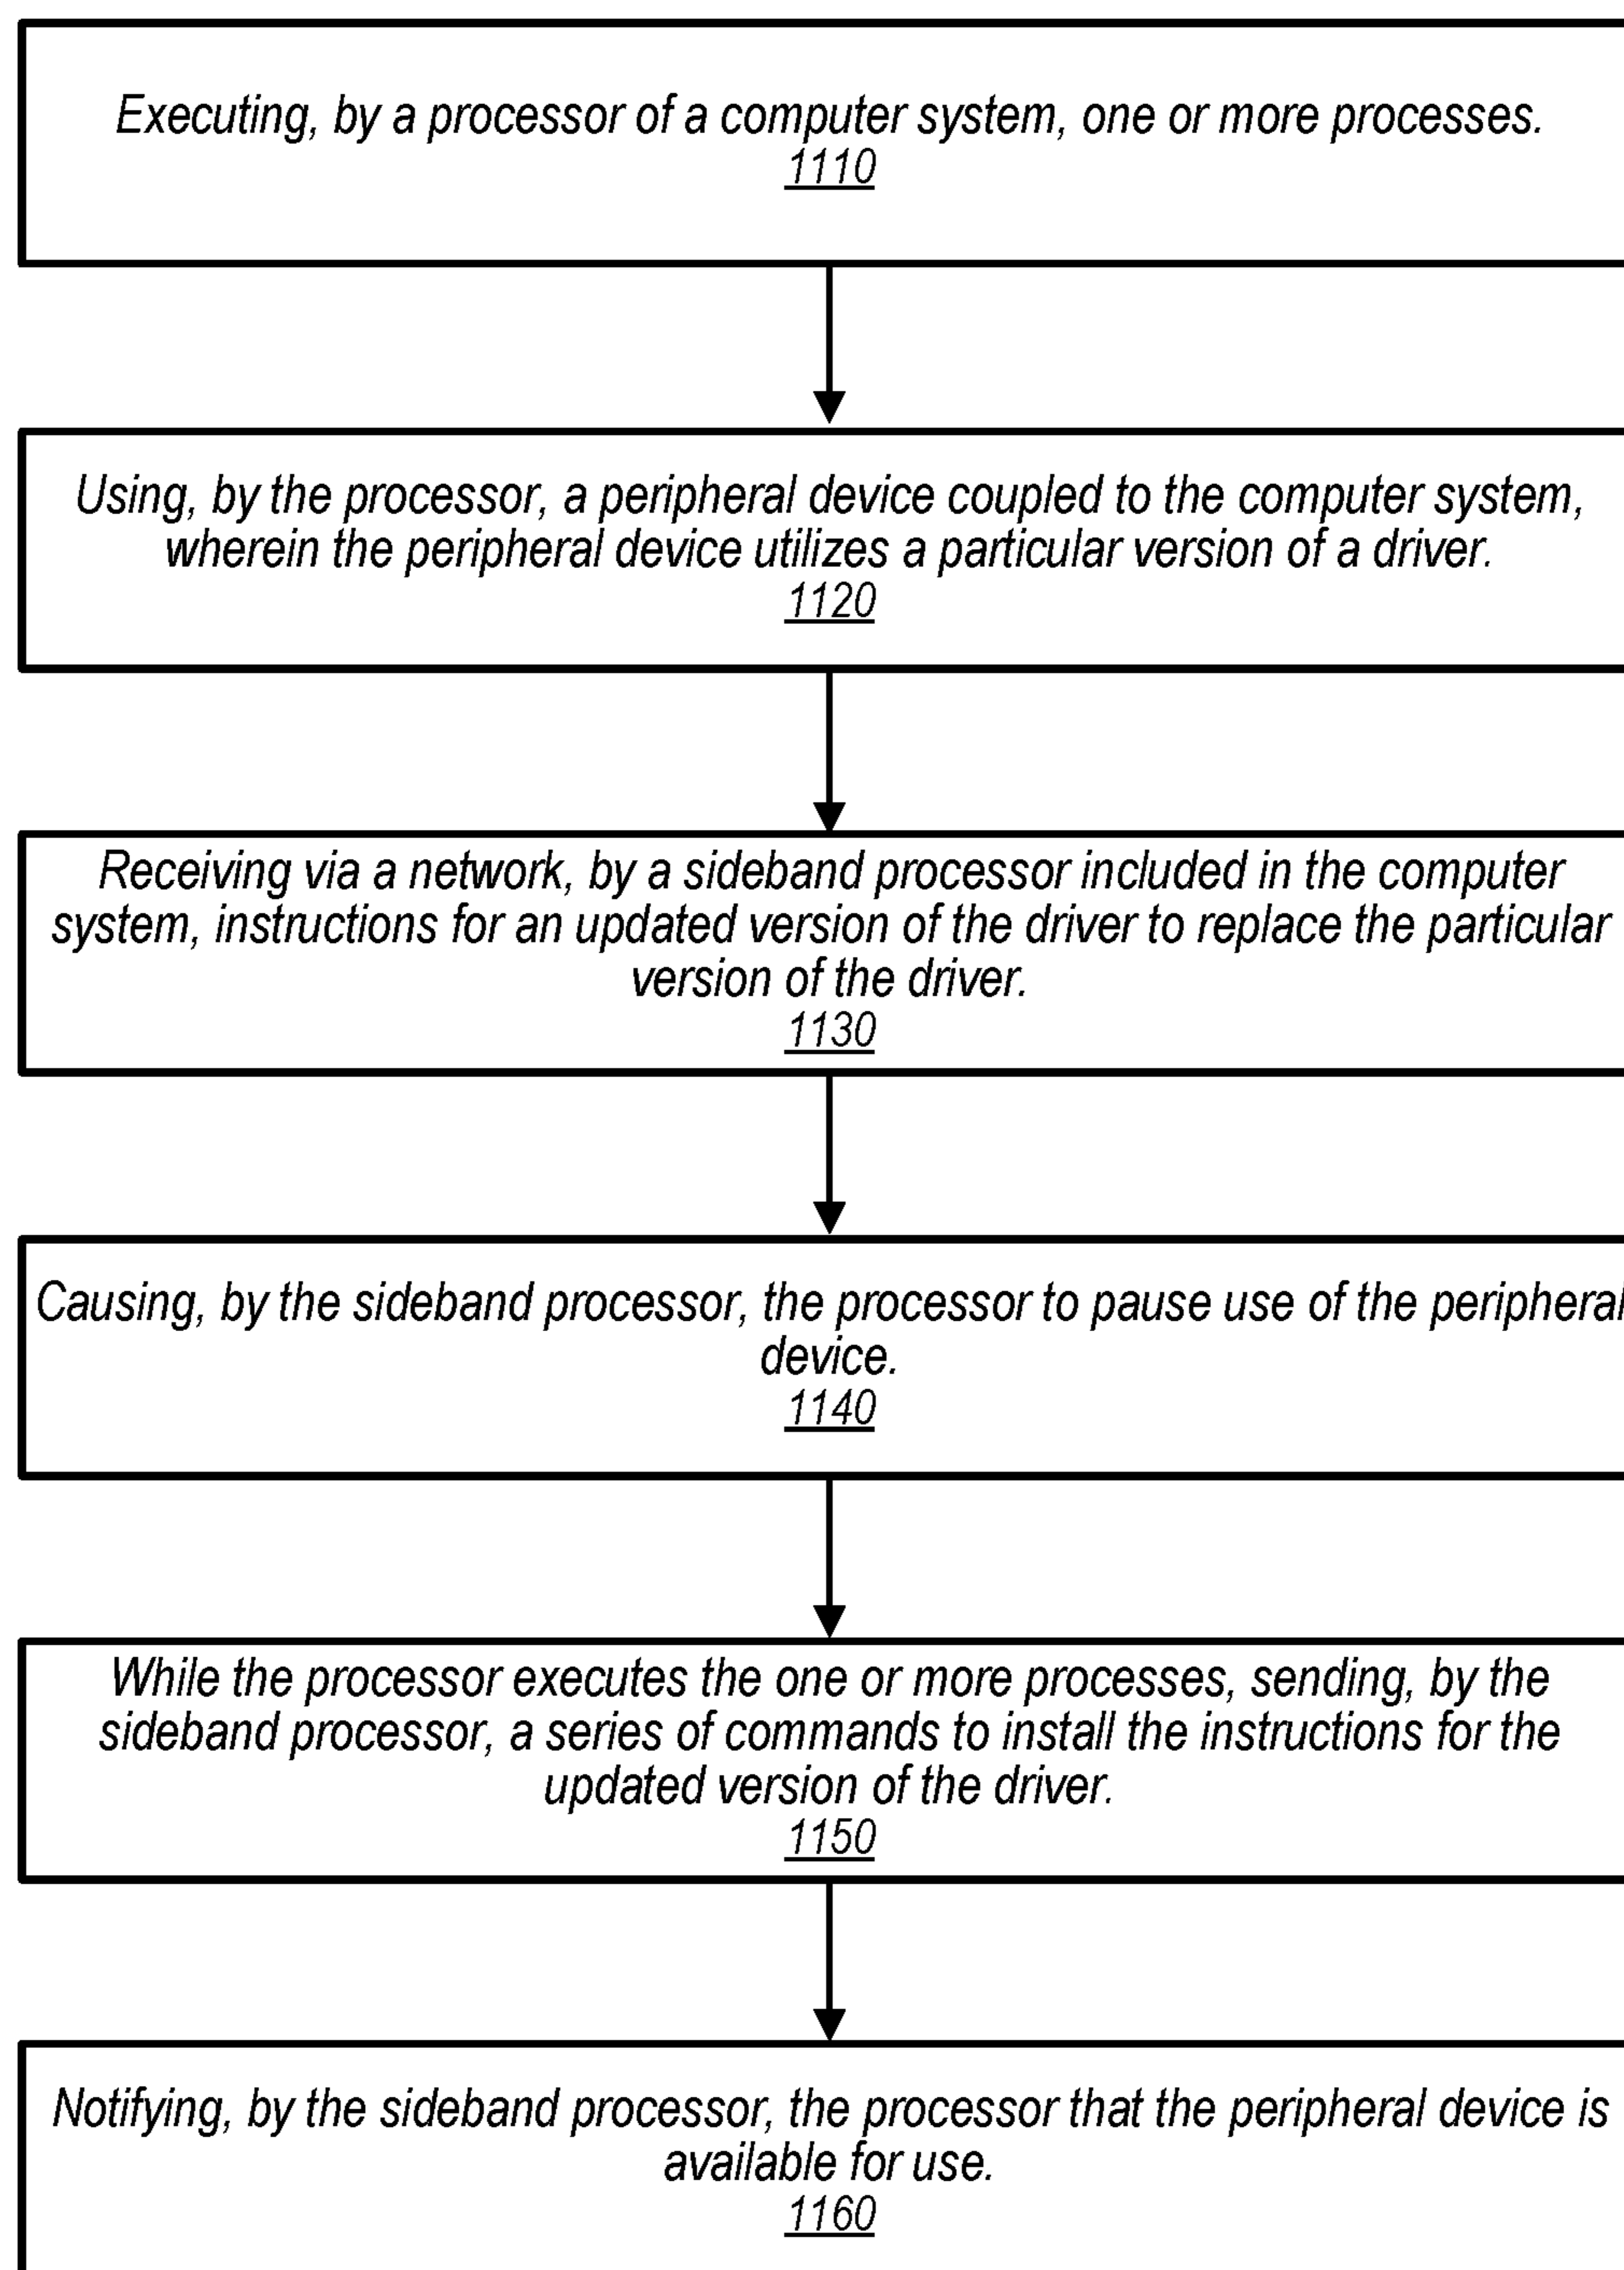 Executing, by a processor of a computer system, one or more processes.
1110
Using, by the processor, a peripheral device coupled to the computer system,
wherein the peripheral device utilizes a particular version of a driver.
1120
Receiving via a network, by a sideband processor included in the computer
system, instructions for an updated version of the driver to replace the particular
version of the driver.
1130
Causing, by the sideband processor, the processor to pause use of the peripheral
device.
1140
While the processor executes the one or more processes, sending, by the
sideband processor, a series of commands to install the instructions for the
updated version of the driver.
1150
Notifying, by the sideband processor, the processor that the peripheral device is
available for use.
1160